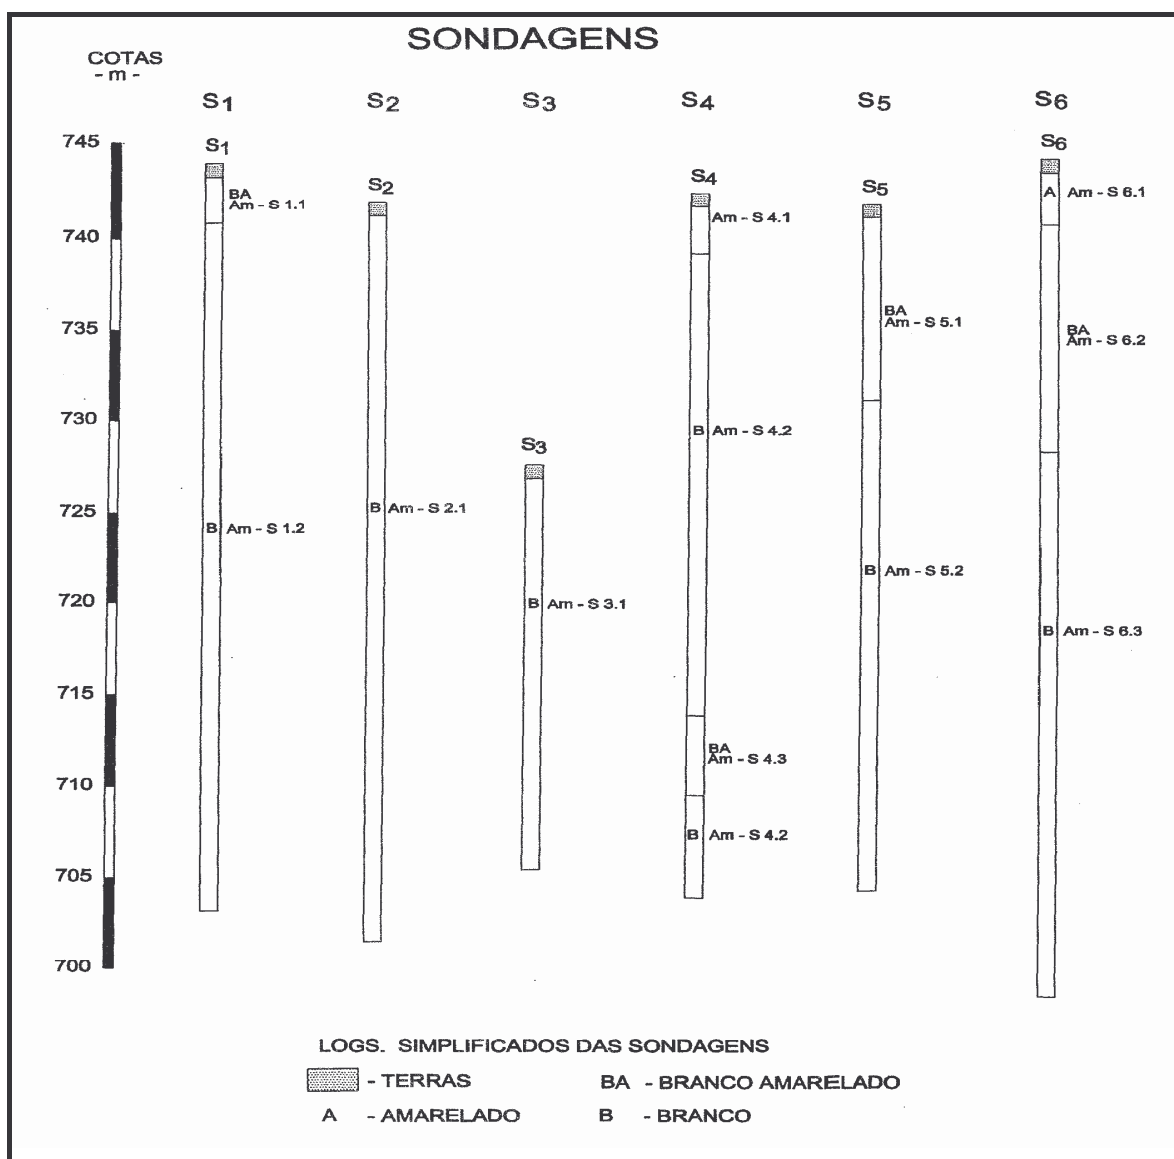 SONDAGENS
COTAS
- m -
S1 S2 S3 S4 S5 S6
745
740
735
730
725
720
715
710
705
700
S1
BA
Am - S 1.1
B Am - S 1.2
S2
B Am - S 2.1
S3
B Am - S 3.1
S4
Am - S 4.1
B Am - S 4.2
BA
Am - S 4.3
B Am - S 4.2
S5
BA
Am - S 5.1
B Am - S 5.2
S6
A Am - S 6.1
BA
Am - S 6.2
B Am - S 6.3
LOGS. SIMPLIFICADOS DAS SONDAGENS
- TERRAS
BA - BRANCO AMARELADO
A - AMARELADO
B - BRANCO